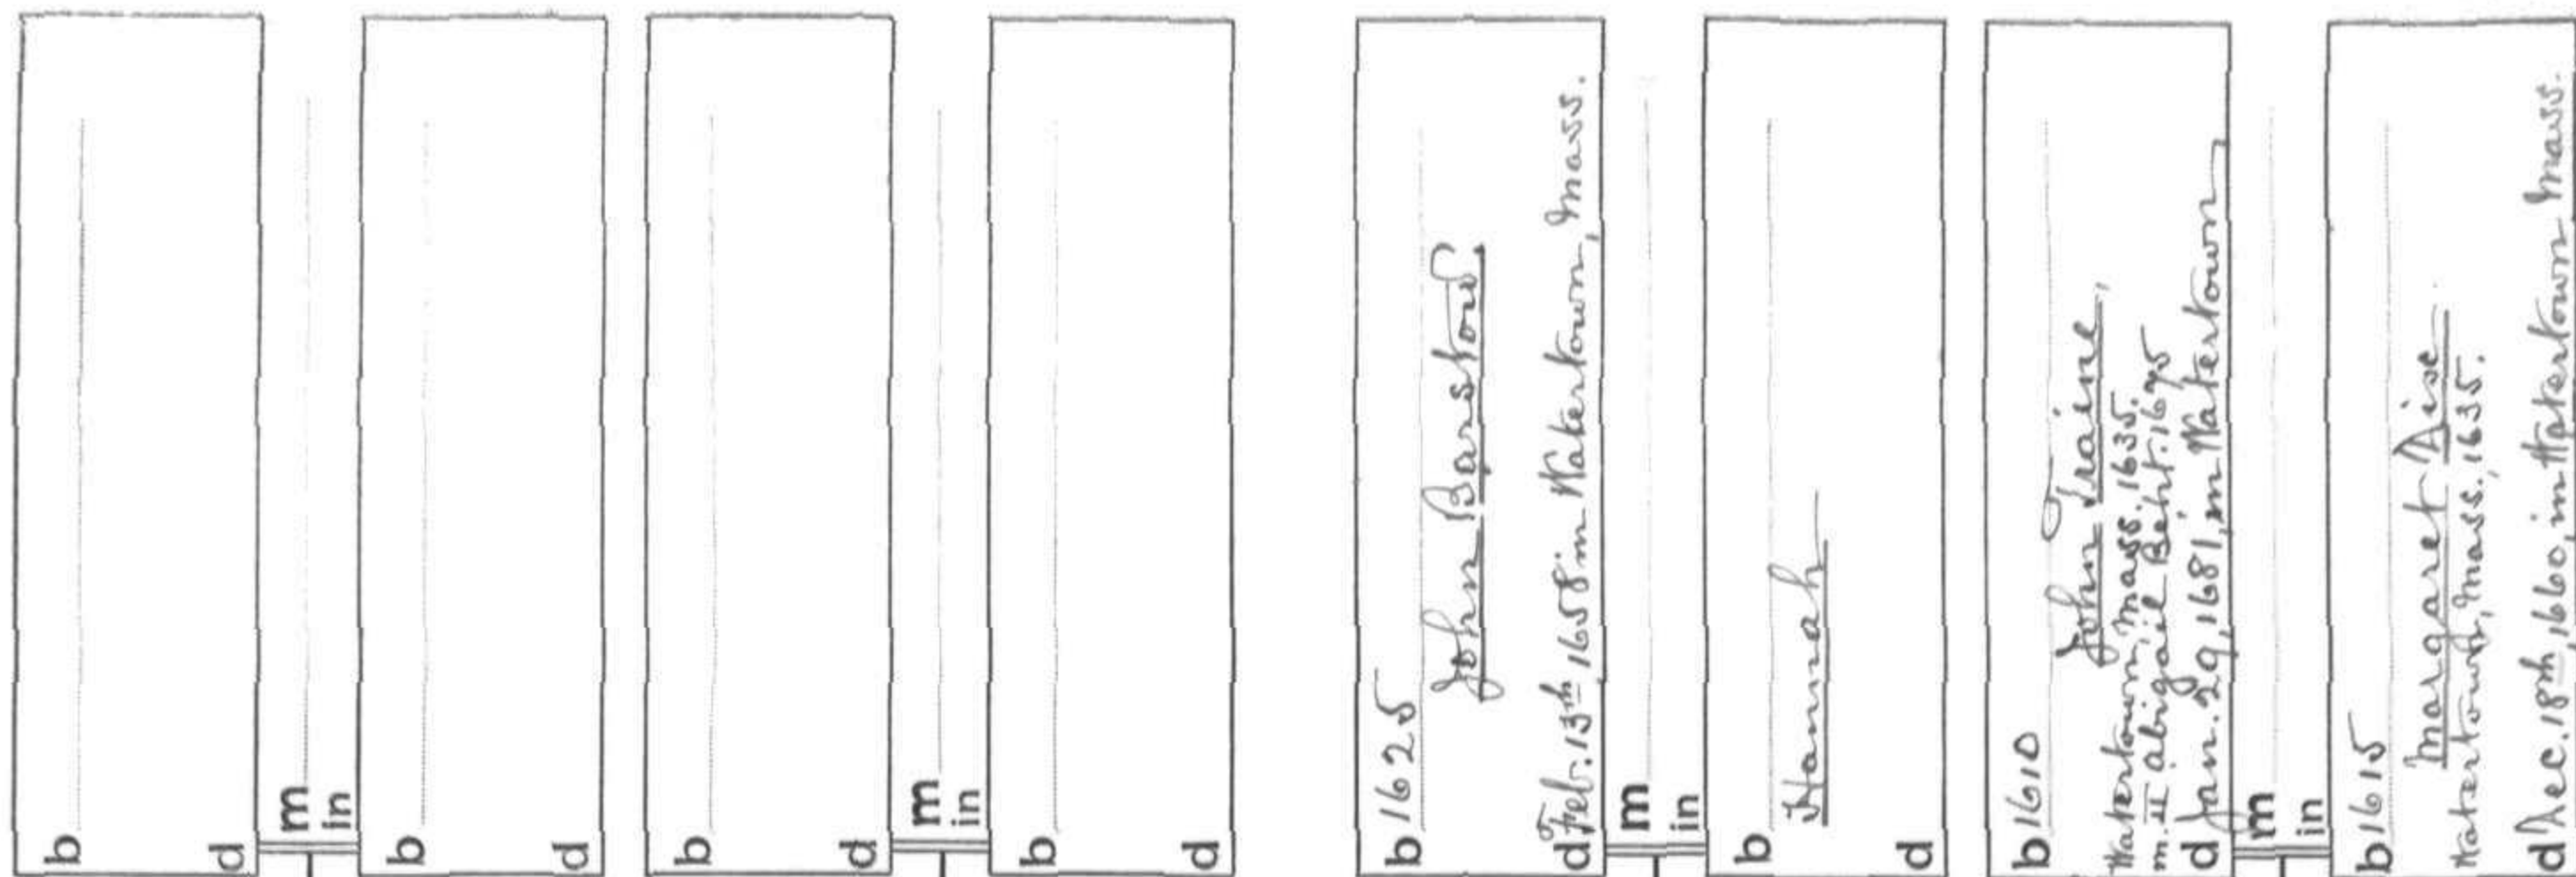 b
d
m
in
b
d
b
d
m
in
b
d
b 1625
John Barstow.
d Feb. 13th, 1658 in Watertown, Mass.
m
in
b
Hannah
d
b 1610
John Traine,
Watertown, Mass. 1635.
m. II Abigail Bent. 1675
d Jan. 29, 1681, in Watertown
m
in
b 1615
Margaret Dise
Watertown, Mass., 1635.
d Dec. 18th, 1660, in Watertown Mass.